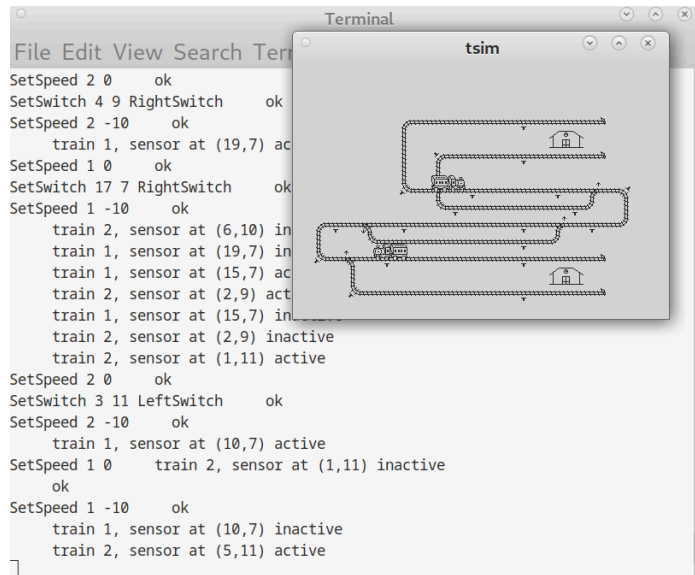 Terminal
File Edit View Search
tsim
SetSpeed 2 0     ok
SetSwitch 4 9 RightSwitch     ok
SetSpeed 2 -10     ok
train 1, sensor at (19,7) ac
SetSpeed 1 0     ok
SetSwitch 17 7 RightSwitch     ok
SetSpeed 1 -10     ok
train 2, sensor at (6,10) in
train 1, sensor at (19,7) in
train 1, sensor at (15,7) ac
train 2, sensor at (2,9) act
train 1, sensor at (15,7) inactive
train 2, sensor at (2,9) inactive
train 2, sensor at (1,11) active
SetSpeed 2 0     ok
SetSwitch 3 11 LeftSwitch     ok
SetSpeed 2 -10     ok
train 1, sensor at (10,7) active
SetSpeed 1 0     train 2, sensor at (1,11) inactive
ok
SetSpeed 1 -10     ok
train 1, sensor at (10,7) inactive
train 2, sensor at (5,11) active